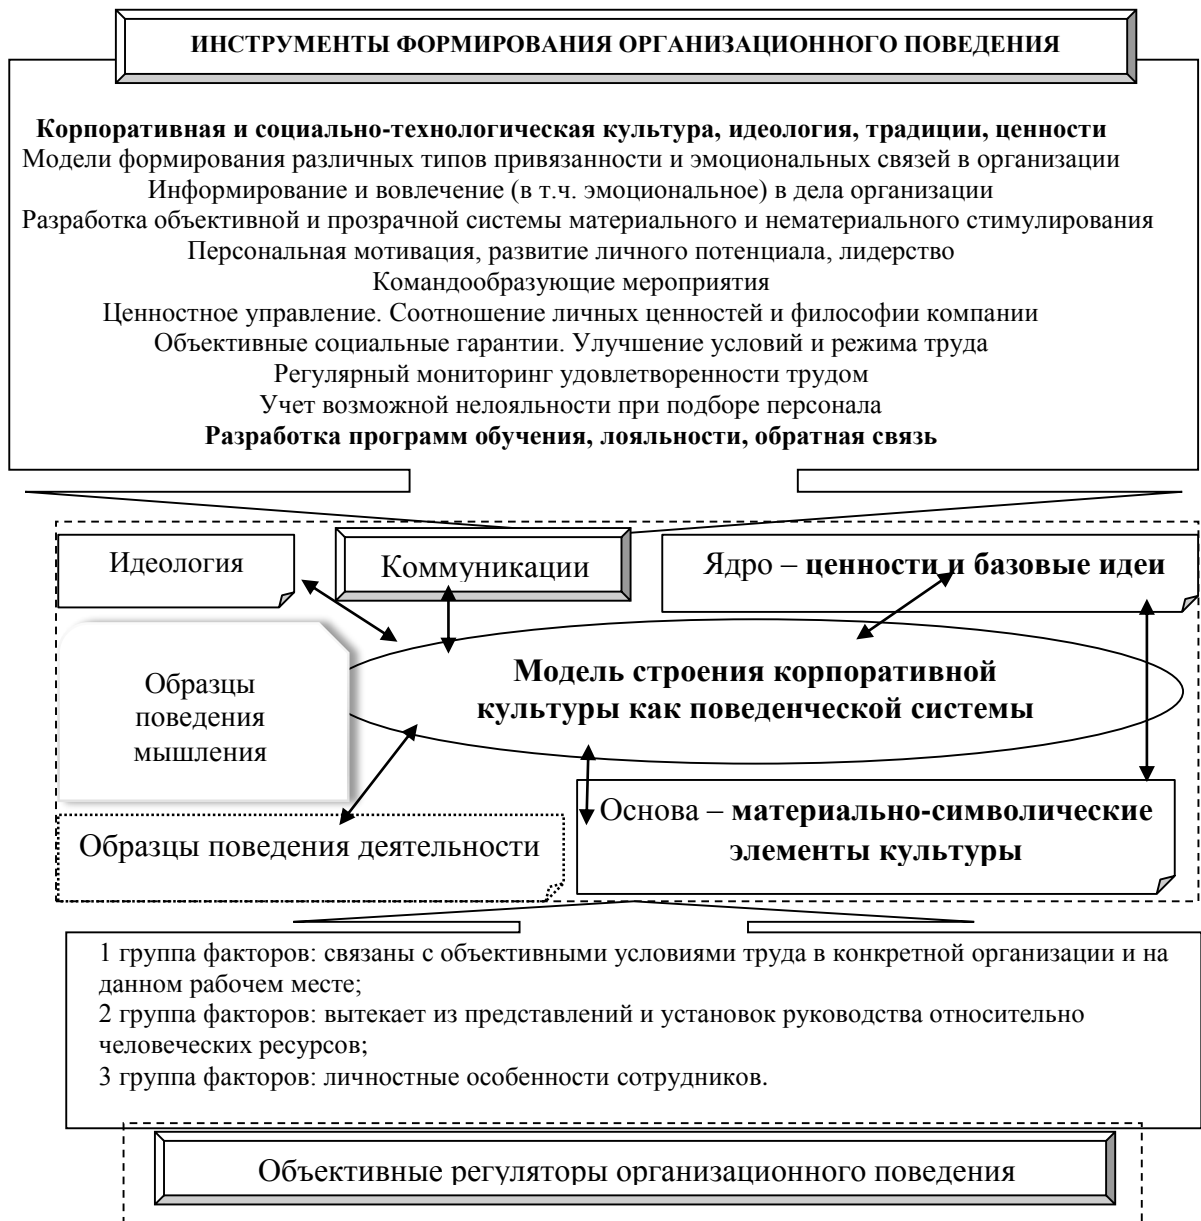 ИНСТРУМЕНТЫ ФОРМИРОВАНИЯ ОРГАНИЗАЦИОННОГО ПОВЕДЕНИЯ
Корпоративная и социально-технологическая культура, идеология, традиции, ценности
Модели формирования различных типов привязанности и эмоциональных связей в организации
Информирование и вовлечение (в т.ч. эмоциональное) в дела организации
Разработка объективной и прозрачной системы материального и нематериального стимулирования
Персональная мотивация, развитие личного потенциала, лидерство
Командообразующие мероприятия
Ценностное управление. Соотношение личных ценностей и философии компании
Объективные социальные гарантии. Улучшение условий и режима труда
Регулярный мониторинг удовлетворенности трудом
Учет возможной нелояльности при подборе персонала
Разработка программ обучения, лояльности, обратная связь
Идеология
Коммуникации
Ядро – ценности и базовые идеи
Образцы
поведения
мышления
Модель строения корпоративной
культуры как поведенческой системы
Образцы поведения деятельности
Основа – материально-символические
элементы культуры
1 группа факторов: связаны с объективными условиями труда в конкретной организации и на
данном рабочем месте;
2 группа факторов: вытекает из представлений и установок руководства относительно
человеческих ресурсов;
3 группа факторов: личностные особенности сотрудников.
Объективные регуляторы организационного поведения